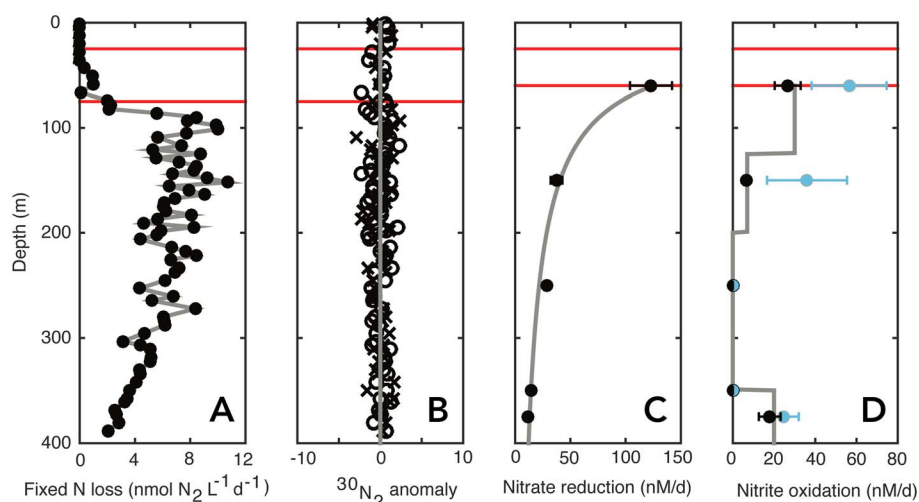 0
100
200
300
400
Depth (m)
0 4 8 12
Fixed N loss (nmol N₂ L⁻¹ d⁻¹)
A
-10 0 10
³⁰N₂ anomaly
B
0 50 100 150
Nitrate reduction (nM/d)
C
0 20 40 60 80
Nitrite oxidation (nM/d)
D